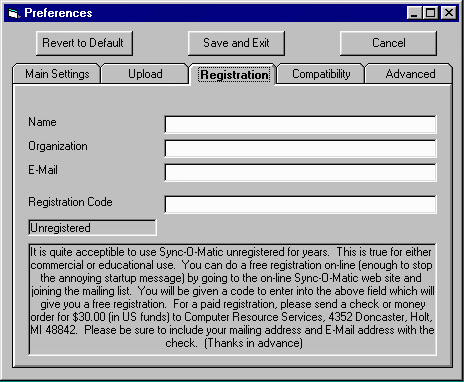 Preferences
Revert to Default Save and Exit Cancel
Main Settings Upload Registration Compatibility Advanced
Name
Organization
E-Mail
Registration Code
Unregistered
It is quite acceptible to use Sync-O-Matic unregistered for years. This is true for either
commercial or educational use. You can do a free registration on-line (enough to stop
the annoying startup message) by going to the on-line Sync-O-Matic web site and
joining the mailing list. You will be given a code to enter into the above field which will
give you a free registration. For a paid registration, please send a check or money
order for $30.00 (in US funds) to Computer Resource Services, 4352 Doncaster, Holt,
MI 48842. Please be sure to include your mailing address and E-Mail address with the
check. (Thanks in advance)